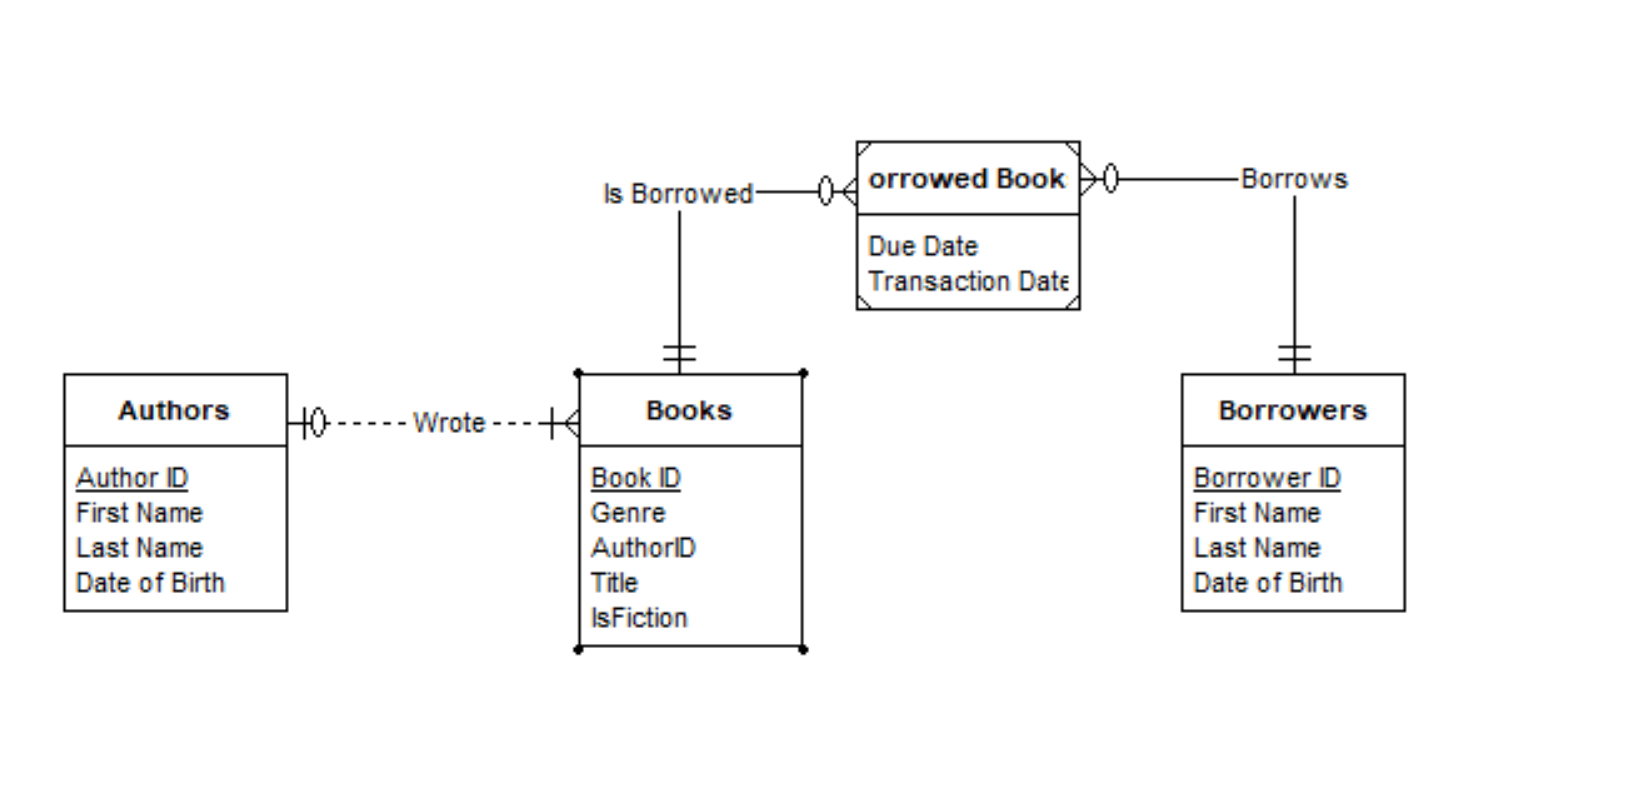 orrowed Book
Is Borrowed
Borrows
Due Date
Transaction Date
Authors
Wrote
Books
Borrowers
Author ID
First Name
Last Name
Date of Birth
Book ID
Genre
AuthorID
Title
IsFiction
Borrower ID
First Name
Last Name
Date of Birth